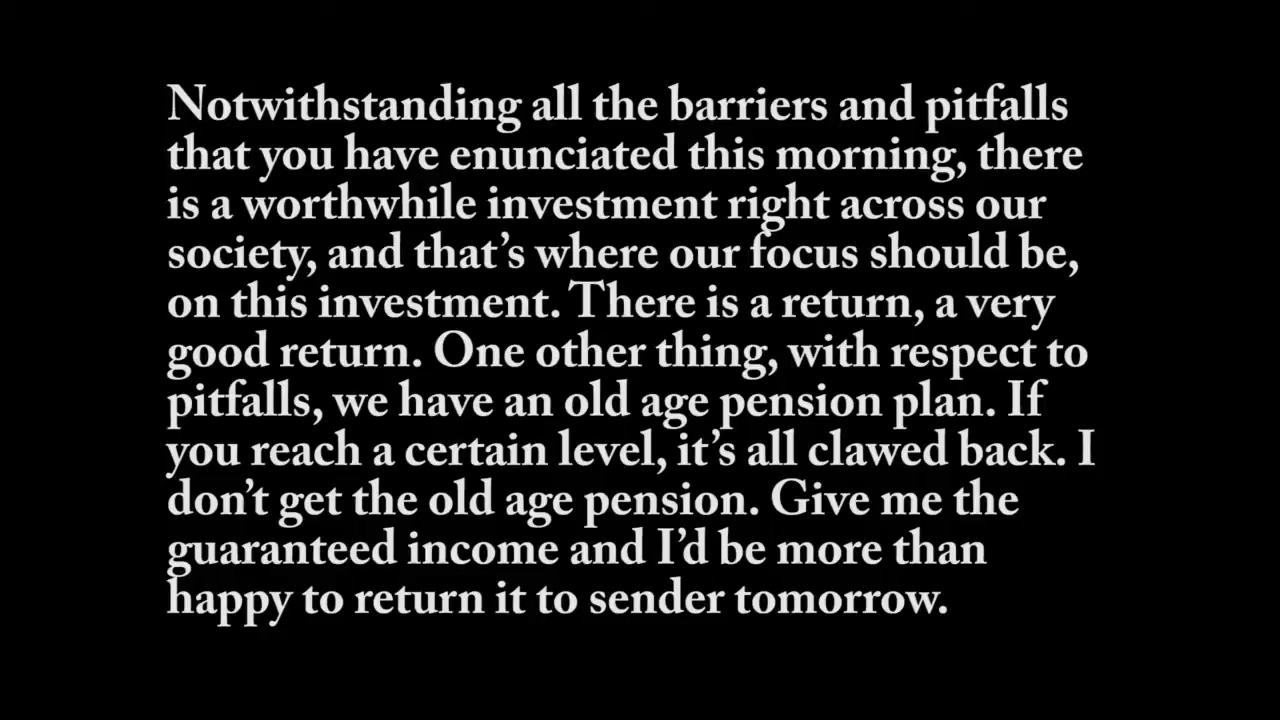 Notwithstanding all the barriers and pitfalls
that you have enunciated this morning, there
is a worthwhile investment right across our
society, and that’s where our focus should be,
on this investment. There is a return, a very
good return. One other thing, with respect to
pitfalls, we have an old age pension plan. If
you reach a certain level, it’s all clawed back. I
don’t get the old age pension. Give me the
guaranteed income and I’d be more than
happy to return it to sender tomorrow.